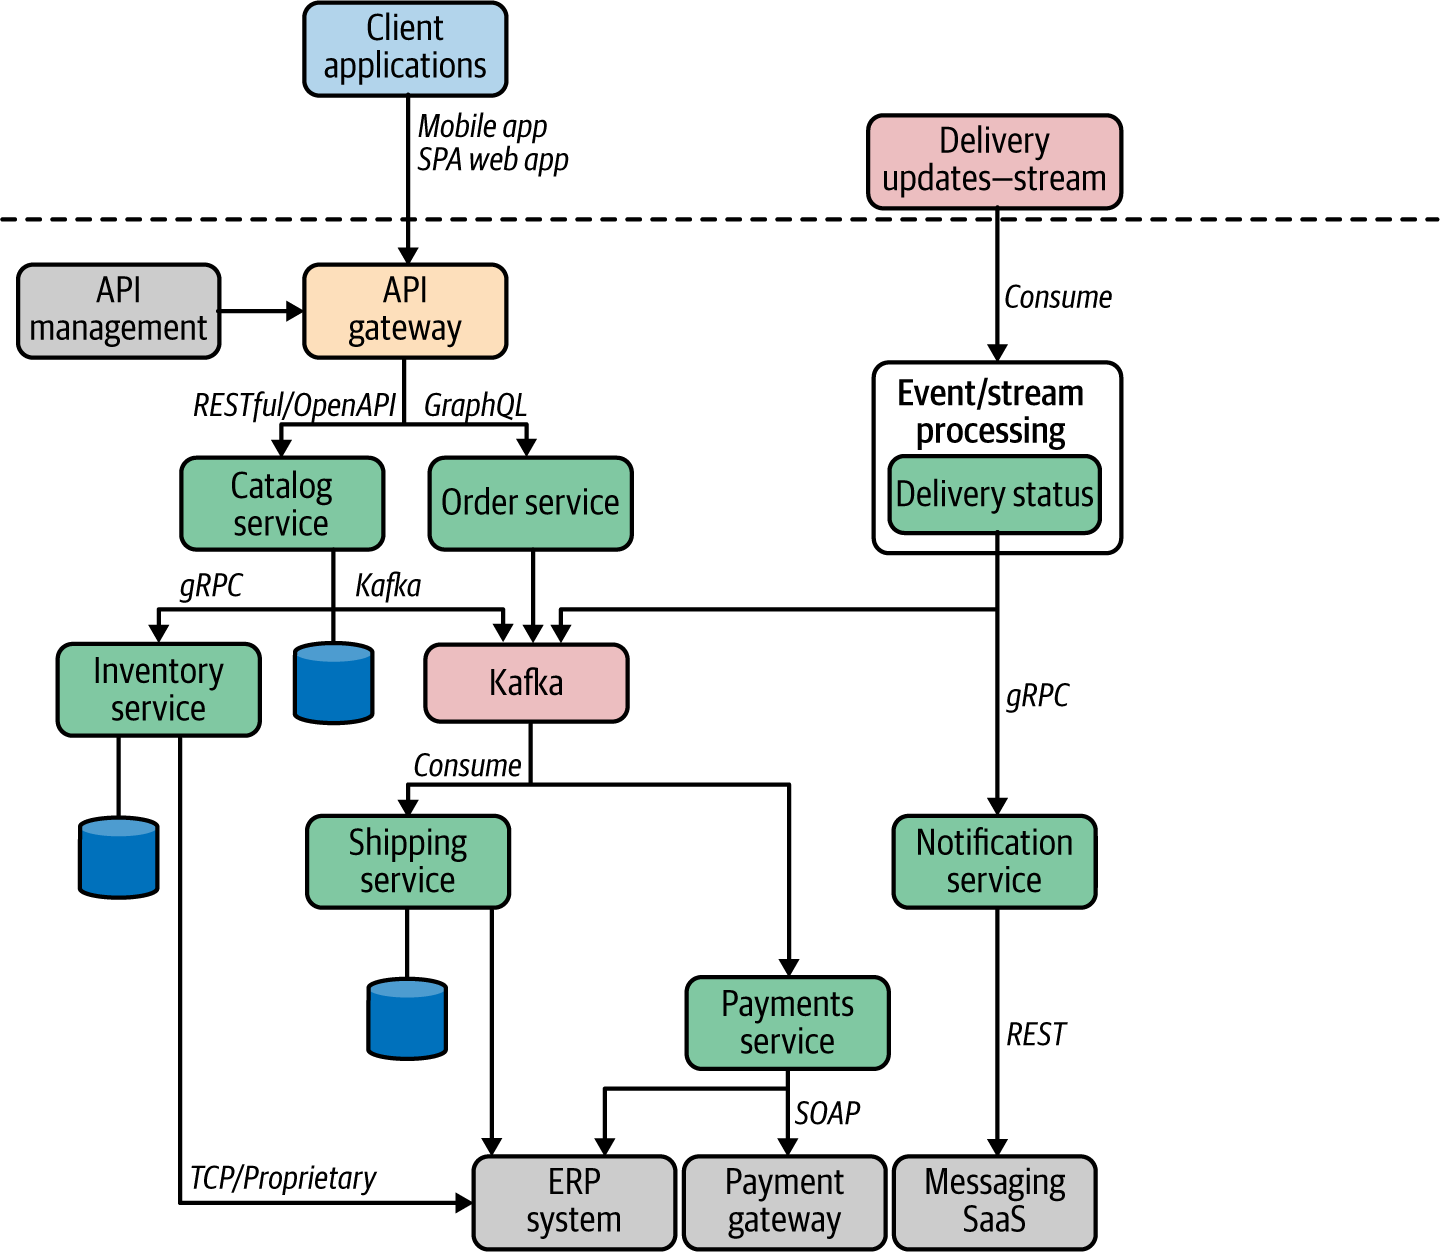 Client
applications
Mobile app
SPA web app
Delivery
updates—stream
API
management
API
gateway
Consume
RESTful/OpenAPI
GraphQL
Event/stream
processing
Delivery status
Catalog
service
Order service
gRPC
Kafka
Inventory
service
Kafka
gRPC
Consume
Shipping
service
Notification
service
Payments
service
REST
SOAP
TCP/Proprietary
ERP
system
Payment
gateway
Messaging
SaaS